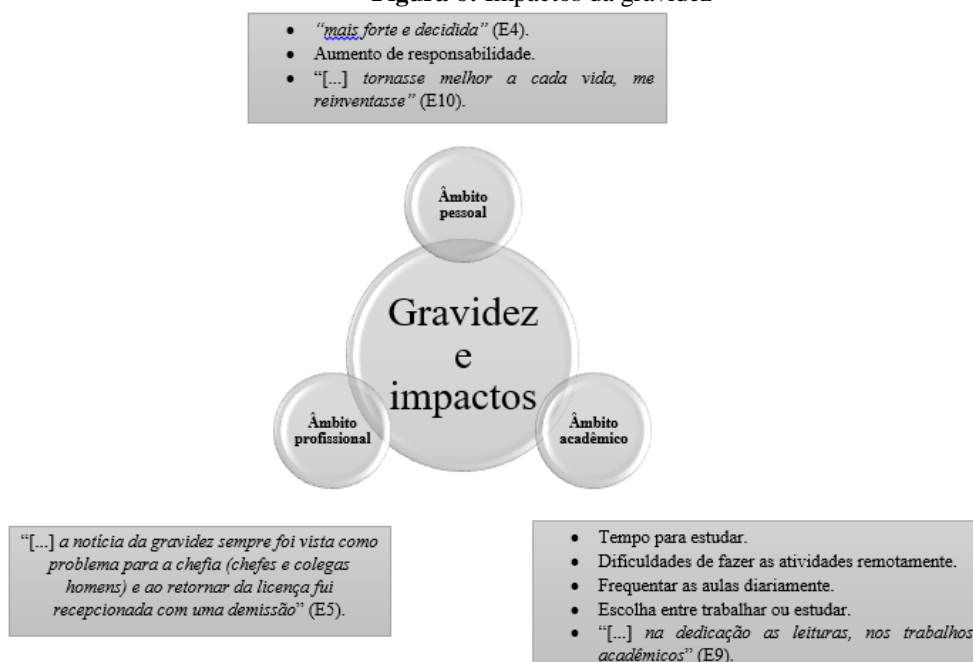 Figura 6: Impactos da gravidez
• “mais forte e decidida” (E4).
• Aumento de responsabilidade.
• “[...] tornasse melhor a cada vida, me
reinventasse” (E10).
Âmbito
pessoal
Gravidez
e
impactos
Âmbito
profissional
Âmbito
acadêmico
“[...] a notícia da gravidez sempre foi vista como
problema para a chefia (chefes e colegas
homens) e ao retornar da licença fui
recepcionada com uma demissão” (E5).
• Tempo para estudar.
• Dificuldades de fazer as atividades remotamente.
• Frequentar as aulas diariamente.
• Escolha entre trabalhar ou estudar.
• “[...] na dedicação as leituras, nos trabalhos
acadêmicos” (E9).